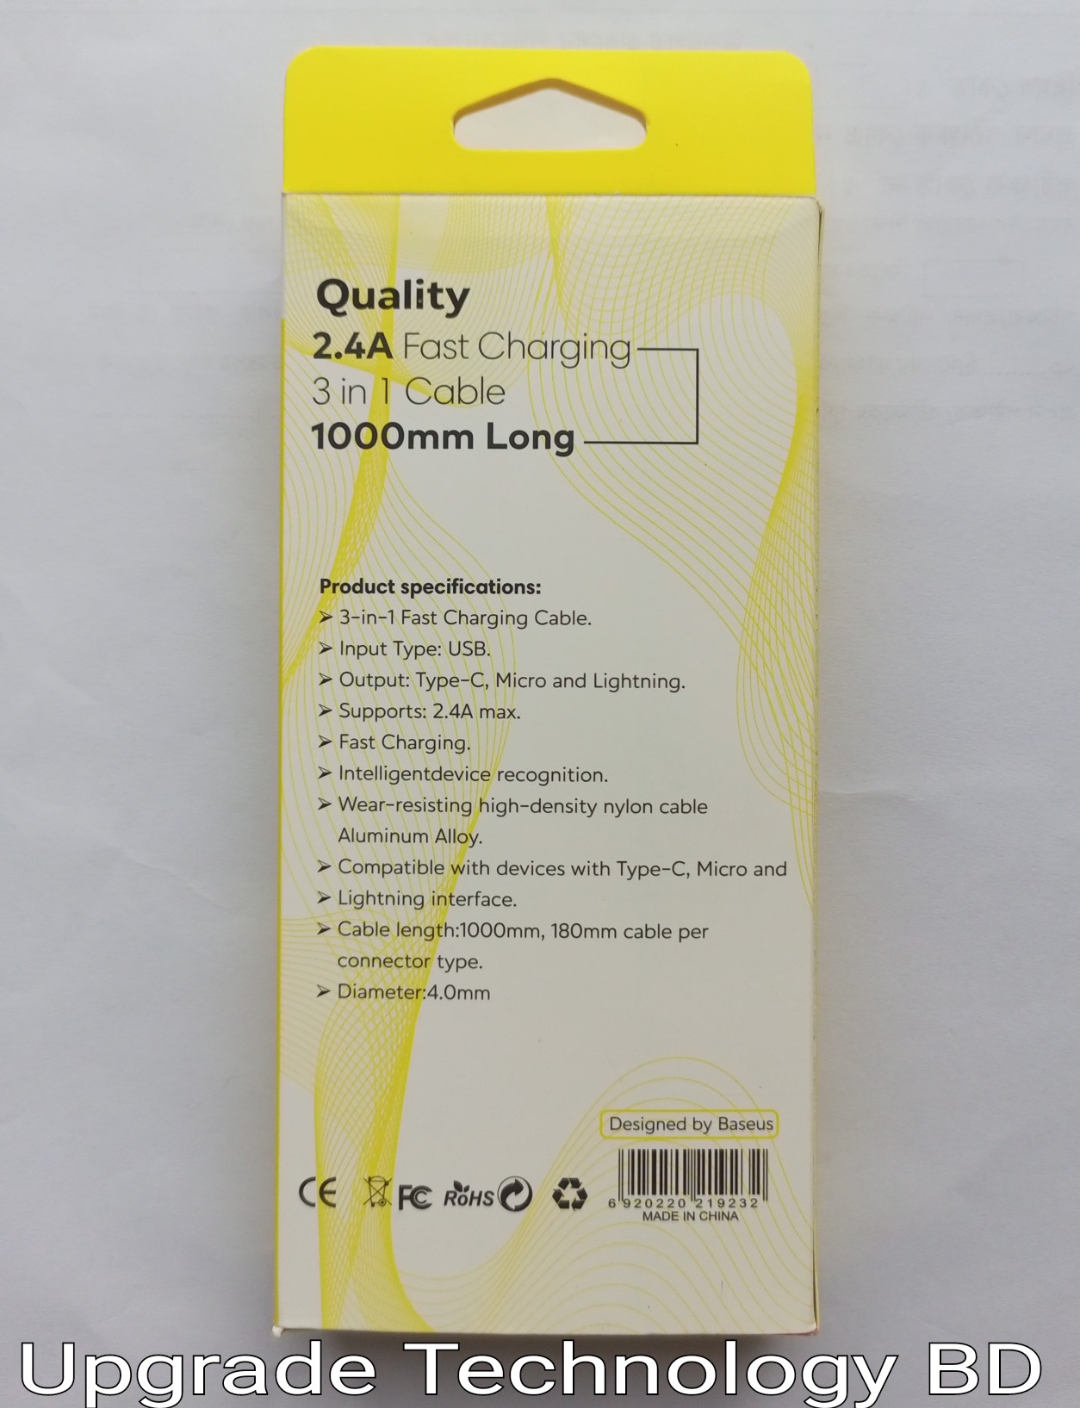 Quality
2.4A Fast Charging
3 in 1 Cable
1000mm Long
Product specifications:
➢ 3-in-1 Fast Charging Cable.
➢ Input Type: USB.
➢ Output: Type-C, Micro and Lightning.
➢ Supports: 2.4A max.
➢ Fast Charging.
➢ Intelligentdevice recognition.
➢ Wear-resisting high-density nylon cable
Aluminum Alloy.
➢ Compatible with devices with Type-C, Micro and
➢ Lightning interface.
➢ Cable length:1000mm, 180mm cable per
connector type.
➢ Diameter:4.0mm
Designed by Baseus
CE FC RoHS
6 920220 219232
MADE IN CHINA
Upgrade Technology BD